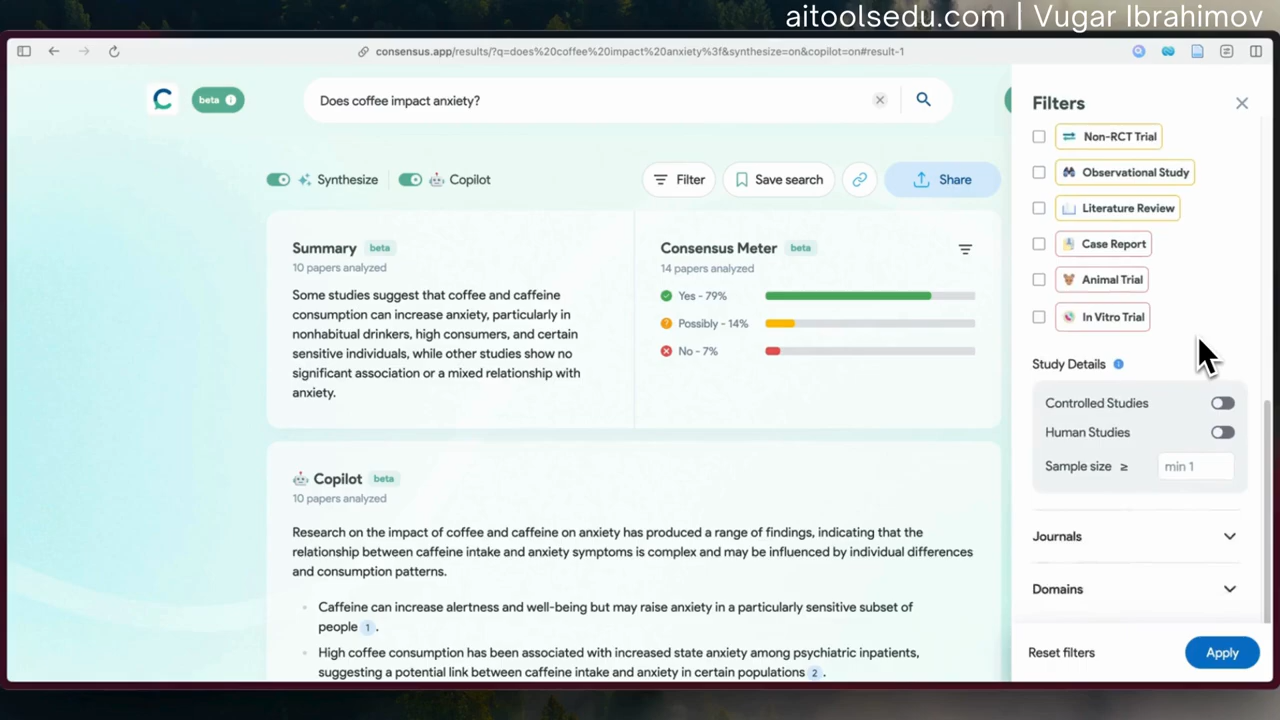 aitoolsedu.com | Vugar Ibrahimov
consensus.app/results/?q=does%20coffee%20impact%20anxiety%3f&synthesize=on&copilot=on#result-1
beta
Does coffee impact anxiety?
Synthesize
Copilot
Filter
Save search
Share
Summary beta
10 papers analyzed
Some studies suggest that coffee and caffeine
consumption can increase anxiety, particularly in
nonhabitual drinkers, high consumers, and certain
sensitive individuals, while other studies show no
significant association or a mixed relationship with
anxiety.
Consensus Meter beta
14 papers analyzed
Yes - 79%
Possibly - 14%
No - 7%
Copilot beta
10 papers analyzed
Research on the impact of coffee and caffeine on anxiety has produced a range of findings, indicating that the
relationship between caffeine intake and anxiety symptoms is complex and may be influenced by individual differences
and consumption patterns.
Caffeine can increase alertness and well-being but may raise anxiety in a particularly sensitive subset of
people 1 .
High coffee consumption has been associated with increased state anxiety among psychiatric inpatients,
suggesting a potential link between caffeine intake and anxiety in certain populations 2 .
Filters
Non-RCT Trial
Observational Study
Literature Review
Case Report
Animal Trial
In Vitro Trial
Study Details
Controlled Studies
Human Studies
Sample size ≥ min 1
Journals
Domains
Reset filters
Apply